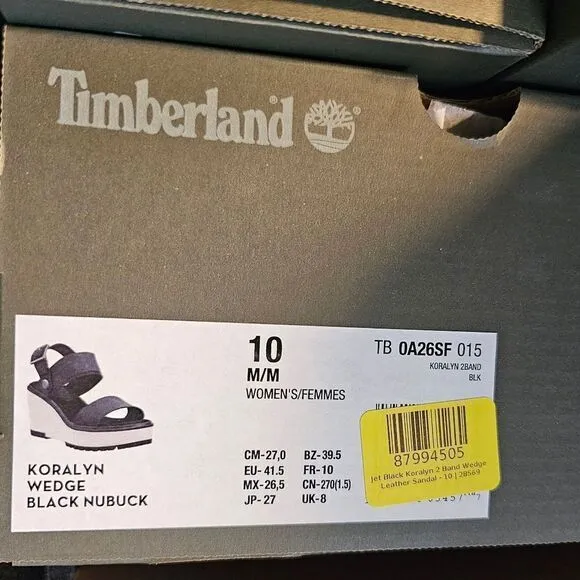 Timberland®
10
M/M
WOMEN'S/FEMMES
TB 0A26SF 015
KORALYN 2BAND
BLK
KORALYN
WEDGE
BLACK NUBUCK
CM-27,0 BZ-39.5
EU- 41.5 FR-10
MX-26,5 CN-270(1.5)
JP- 27 UK-8
87994505
Jet Black Koralyn 2 Band Wedge
Leather Sandal - 10 | 28569